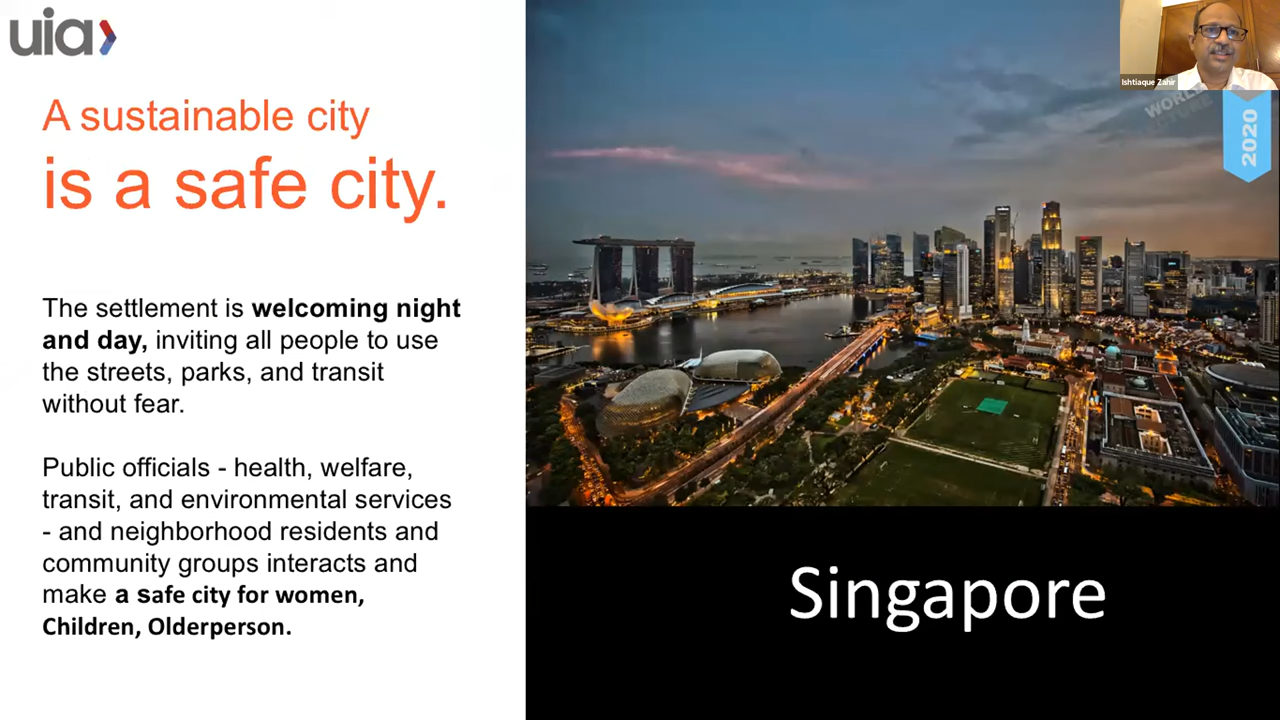 uia
A sustainable city
is a safe city.
The settlement is welcoming night
and day, inviting all people to use
the streets, parks, and transit
without fear.
Public officials - health, welfare,
transit, and environmental services
- and neighborhood residents and
community groups interacts and
make a safe city for women,
Children, Olderperson.
Ishtiaque Zahir
WORLD
2020
Singapore